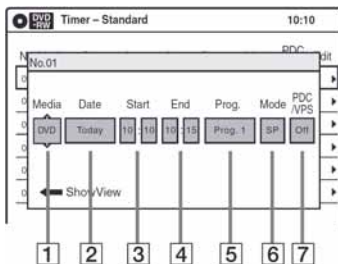 DVD -RW Timer – Standard 10:10
PDC
Edit
No.01
PDC
Media Date Start End Prog. Mode /VPS
DVD Today 10 : 10 10 : 15 Prog. 1 SP Off
ShowView
1 2 3 4 5 6 7